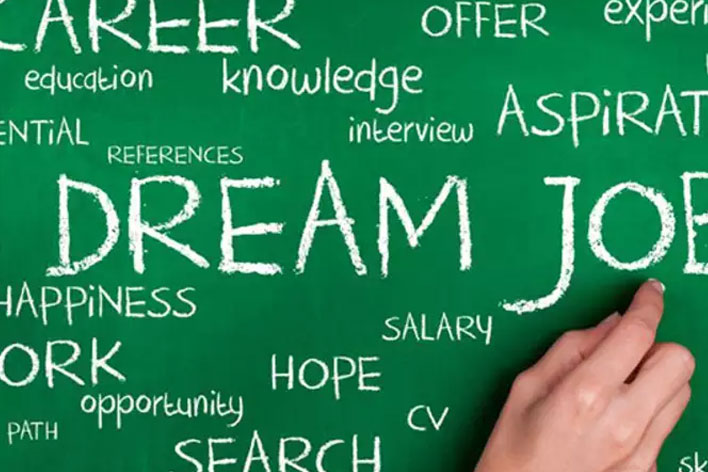 CAREER
OFFER
experi
education
knowledge
ASPiRAT
ENTiAL
interview
REFERENCES
DREAM JOB
HAPPiNESS
SALARY
ORK
HOPE
opportunity
CV
PATH
SEARCH
sk